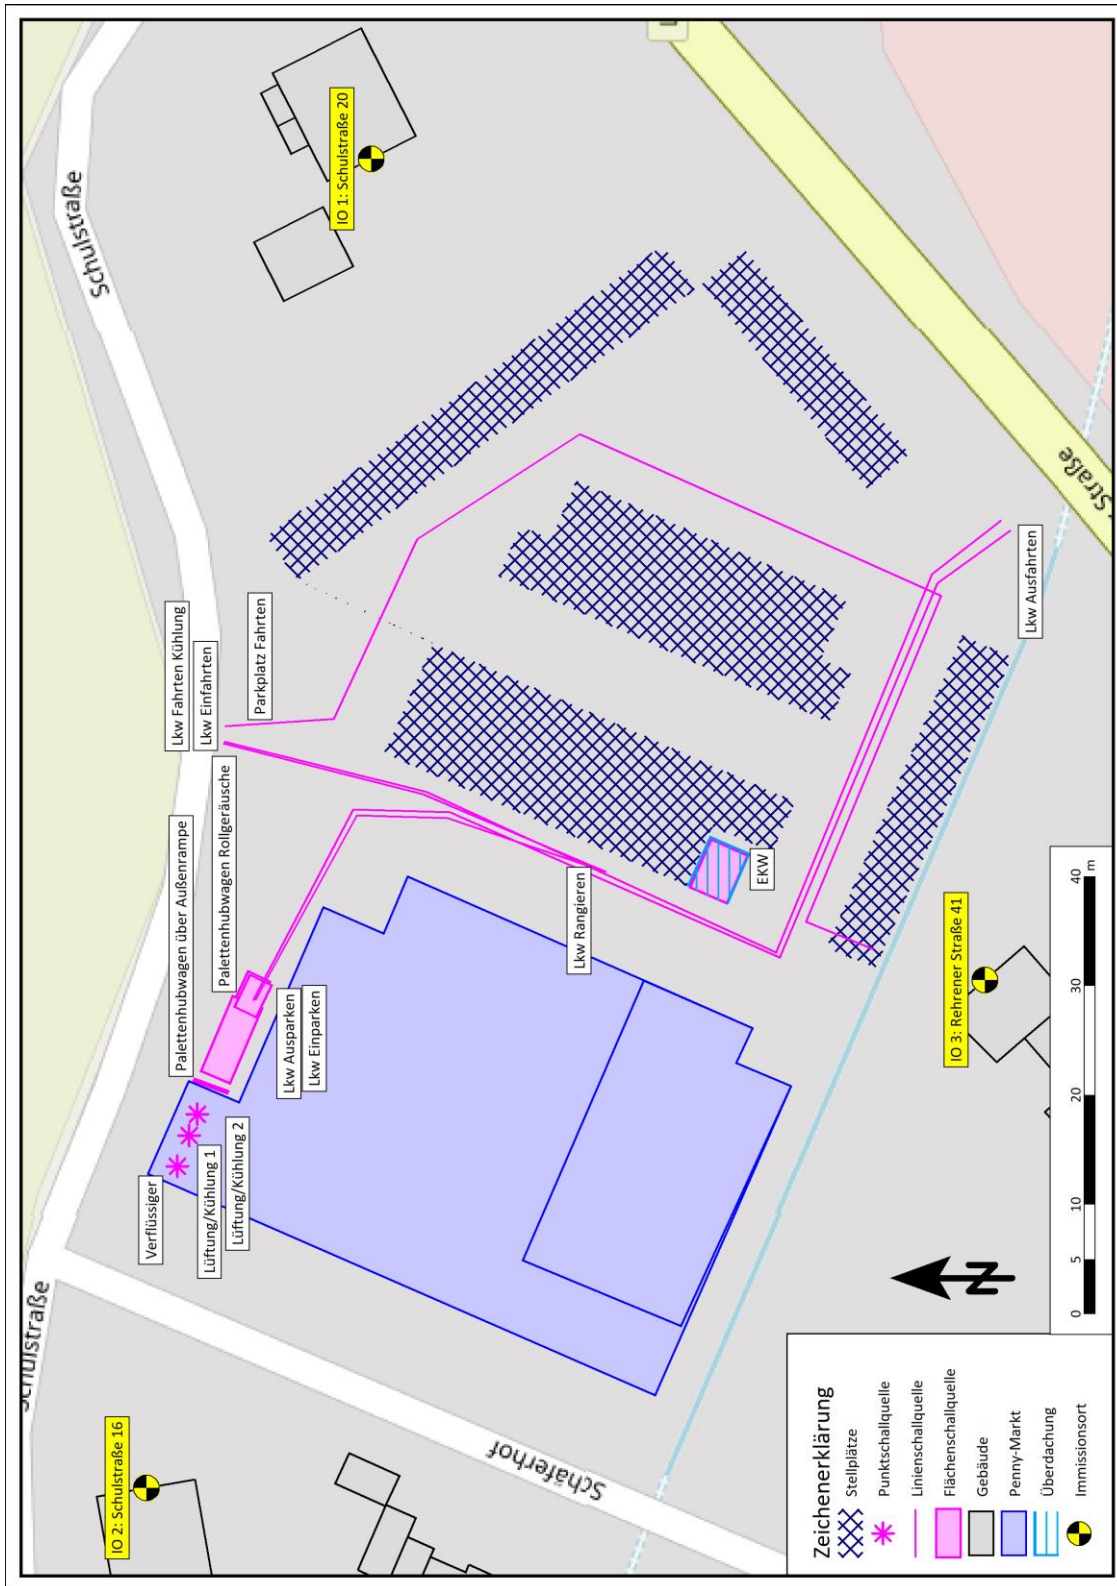 Schulstraße
Schulstraße
IO 2: Schulstraße 16
Verflüssiger
Palettenhubwagen über Außenrampe
Lkw Fahrten Kühlung
Lkw Einfahrten
Lüftung/Kühlung 1
Lüftung/Kühlung 2
Palettenhubwagen Rollgeräusche
Parkplatz Fahrten
Lkw Ausparken
Lkw Einparken
IO 1: Schulstraße 20
Schäferhof
Lkw Rangieren
EKW
IO 3: Rehrener Straße 41
Lkw Ausfahrten
Straße
N
Zeichenerklärung
Stellplätze
Punktschallquelle
Linienschallquelle
Flächenschallquelle
Gebäude
Penny-Markt
Überdachung
Immissionsort
0 5 10 20 30 40
m